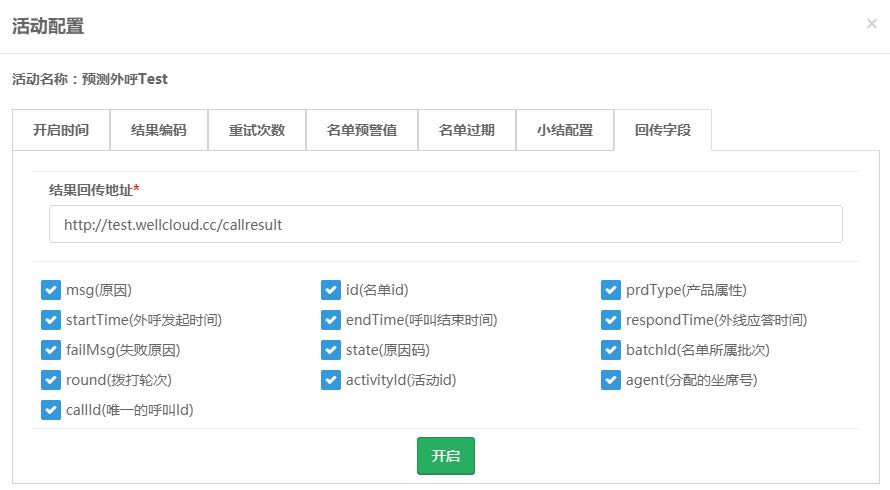 活动配置 ×
活动名称：预测外呼Test
开启时间 结果编码 重试次数 名单预警值 名单过期 小结配置 回传字段
结果回传地址*
http://test.wellcloud.cc/callresult
msg(原因) id(名单id) prdType(产品属性)
startTime(外呼发起时间) endTime(呼叫结束时间) respondTime(外线应答时间)
failMsg(失败原因) state(原因码) batchId(名单所属批次)
round(拨打轮次) activityId(活动id) agent(分配的坐席号)
callId(唯一的呼叫Id)
开启